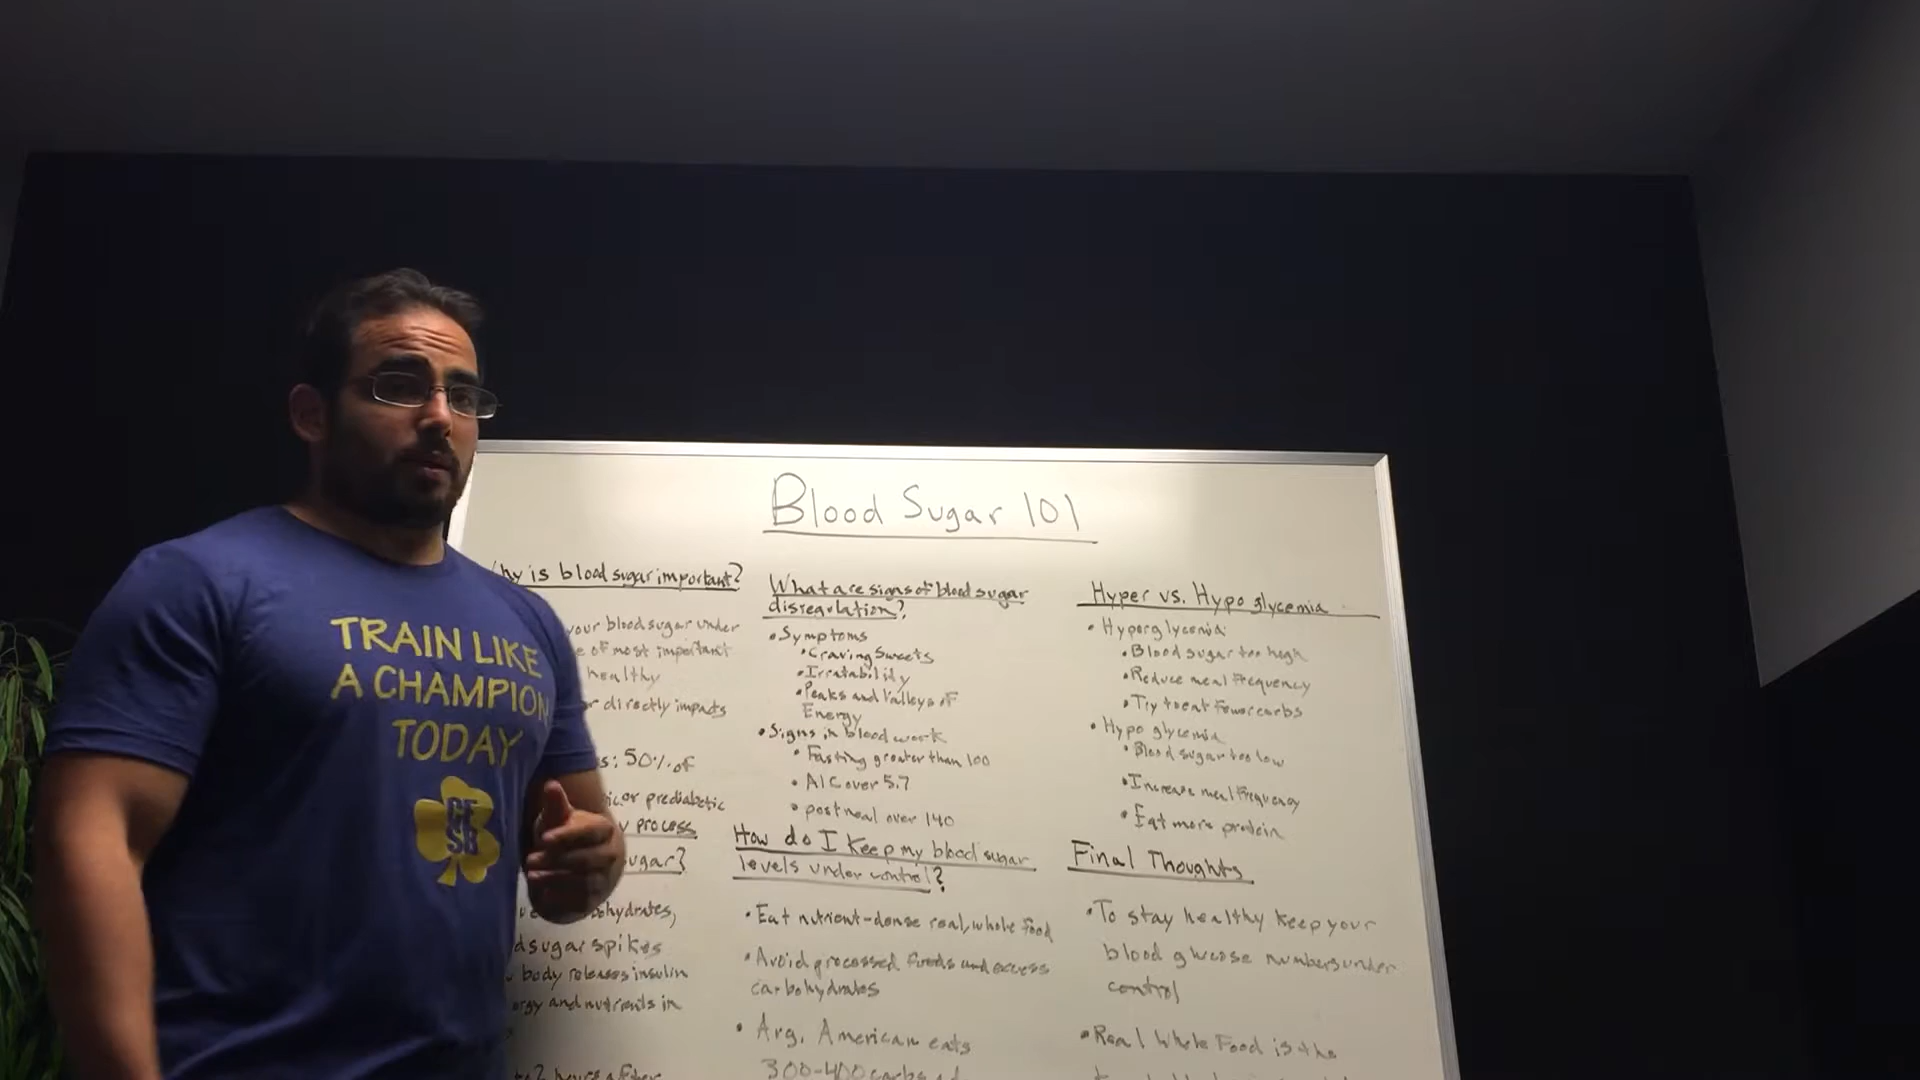 Blood Sugar 101
hy is blood sugar important?
your blood sugar under
of most important
healthy
directly impacts
50% of
or prediabetic
process
sugar?
sugar spikes
body releases insulin
and nutrients in
2 hours after
What are signs of blood sugar
disregulation?
• Symptoms
• Craving Sweets
• Irratability
• Peaks and Valleys of
Energy
• Signs in blood work
• Fasting greater than 100
• A1C over 5.7
• postmeal over 140
How do I Keep my blood sugar
levels under control?
• Eat nutrient-dense real, whole food
• Avoid processed foods and excess
carbohydrates
• Avg. American eats
300-400 carbs
Hyper vs. Hypo glycemia
• Hyperglycemia
• Blood sugar too high
• Reduce meal frequency
• Try to eat fewer carbs
• Hypo glycemia
• Blood sugar too low
• Increase meal frequency
• Eat more protein
Final Thoughts
• To stay healthy keep your
blood glucose numbers under
control
• Real Whole Food is the
TRAIN LIKE
A CHAMPION
TODAY
CF
SB